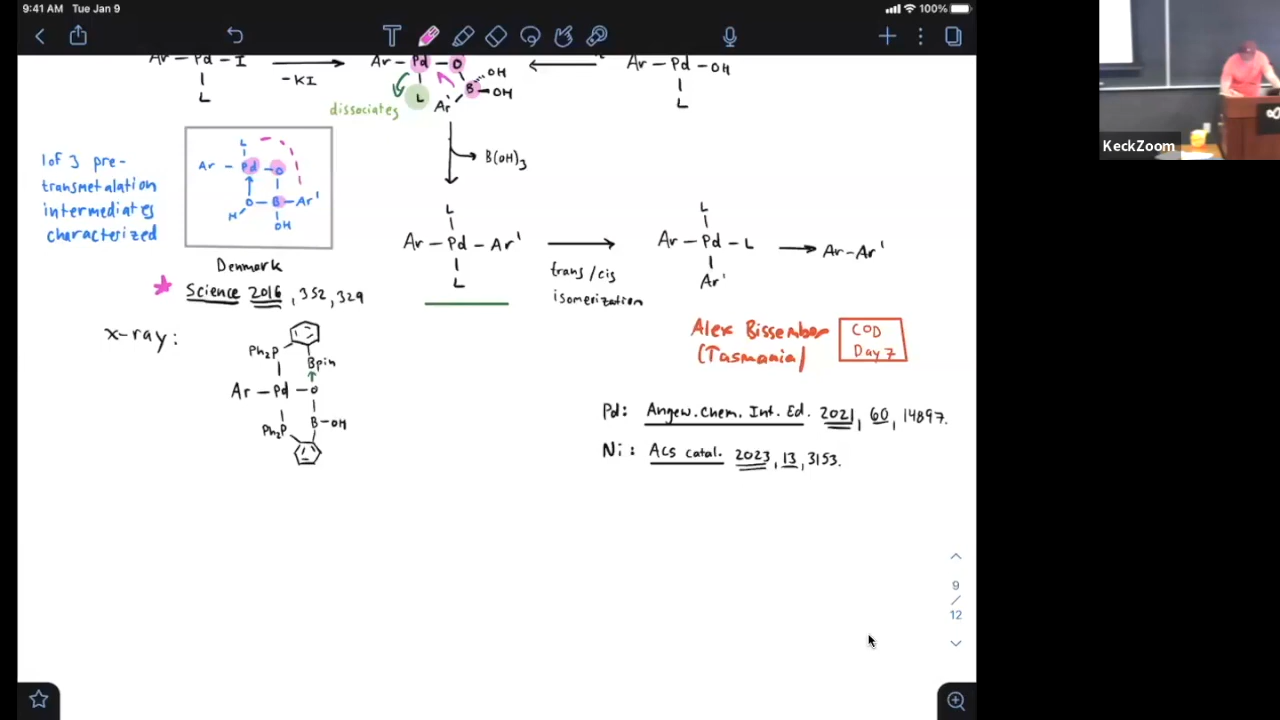 9:41 AM Tue Jan 9
100%
Ar – Pd – I
- KI
L
Ar – Pd – O
L
Ar'
B
OH
OH
dissociates
Ar – Pd – OH
L
B(OH)3
1 of 3 pre-
transmetalation
intermediates
characterized
L
Ar – Pd – O
O – B – Ar'
H
OH
Denmark
Science 2016, 352, 329
L
Ar – Pd – Ar'
L
trans/cis
isomerization
L
Ar – Pd – L
Ar'
Ar–Ar'
x-ray:
Ph2P
Bpin
Ar – Pd – O
Ph2P
B–OH
Alex Bissember
(Tasmania)
COD
Day 7
Pd: Angew. Chem. Int. Ed. 2021, 60, 14897.
Ni: ACS catal. 2023, 13, 3153.
9
/
12
KeckZoom